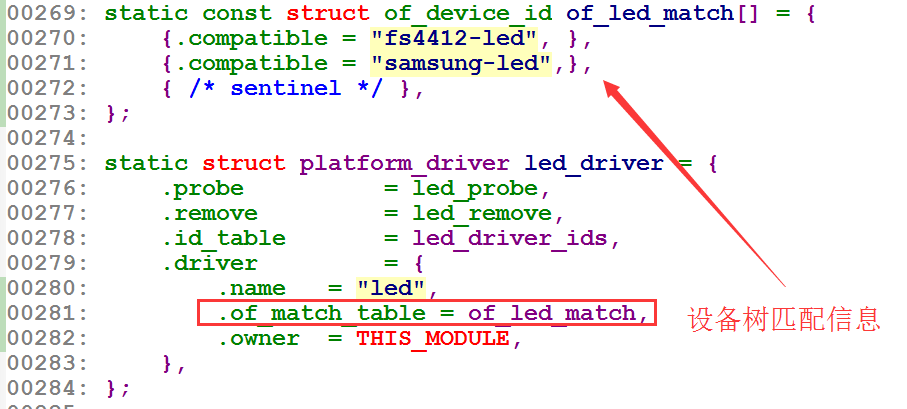 00269: static const struct of_device_id of_led_match[] = {
00270:     {.compatible = "fs4412-led", },
00271:     {.compatible = "samsung-led",},
00272:     { /* sentinel */ },
00273: };
00274:
00275: static struct platform_driver led_driver = {
00276:     .probe          = led_probe,
00277:     .remove         = led_remove,
00278:     .id_table       = led_driver_ids,
00279:     .driver         = {
00280:         .name   = "led",
00281:         .of_match_table = of_led_match,
设备树匹配信息
00282:         .owner  = THIS_MODULE,
00283:     },
00284: };